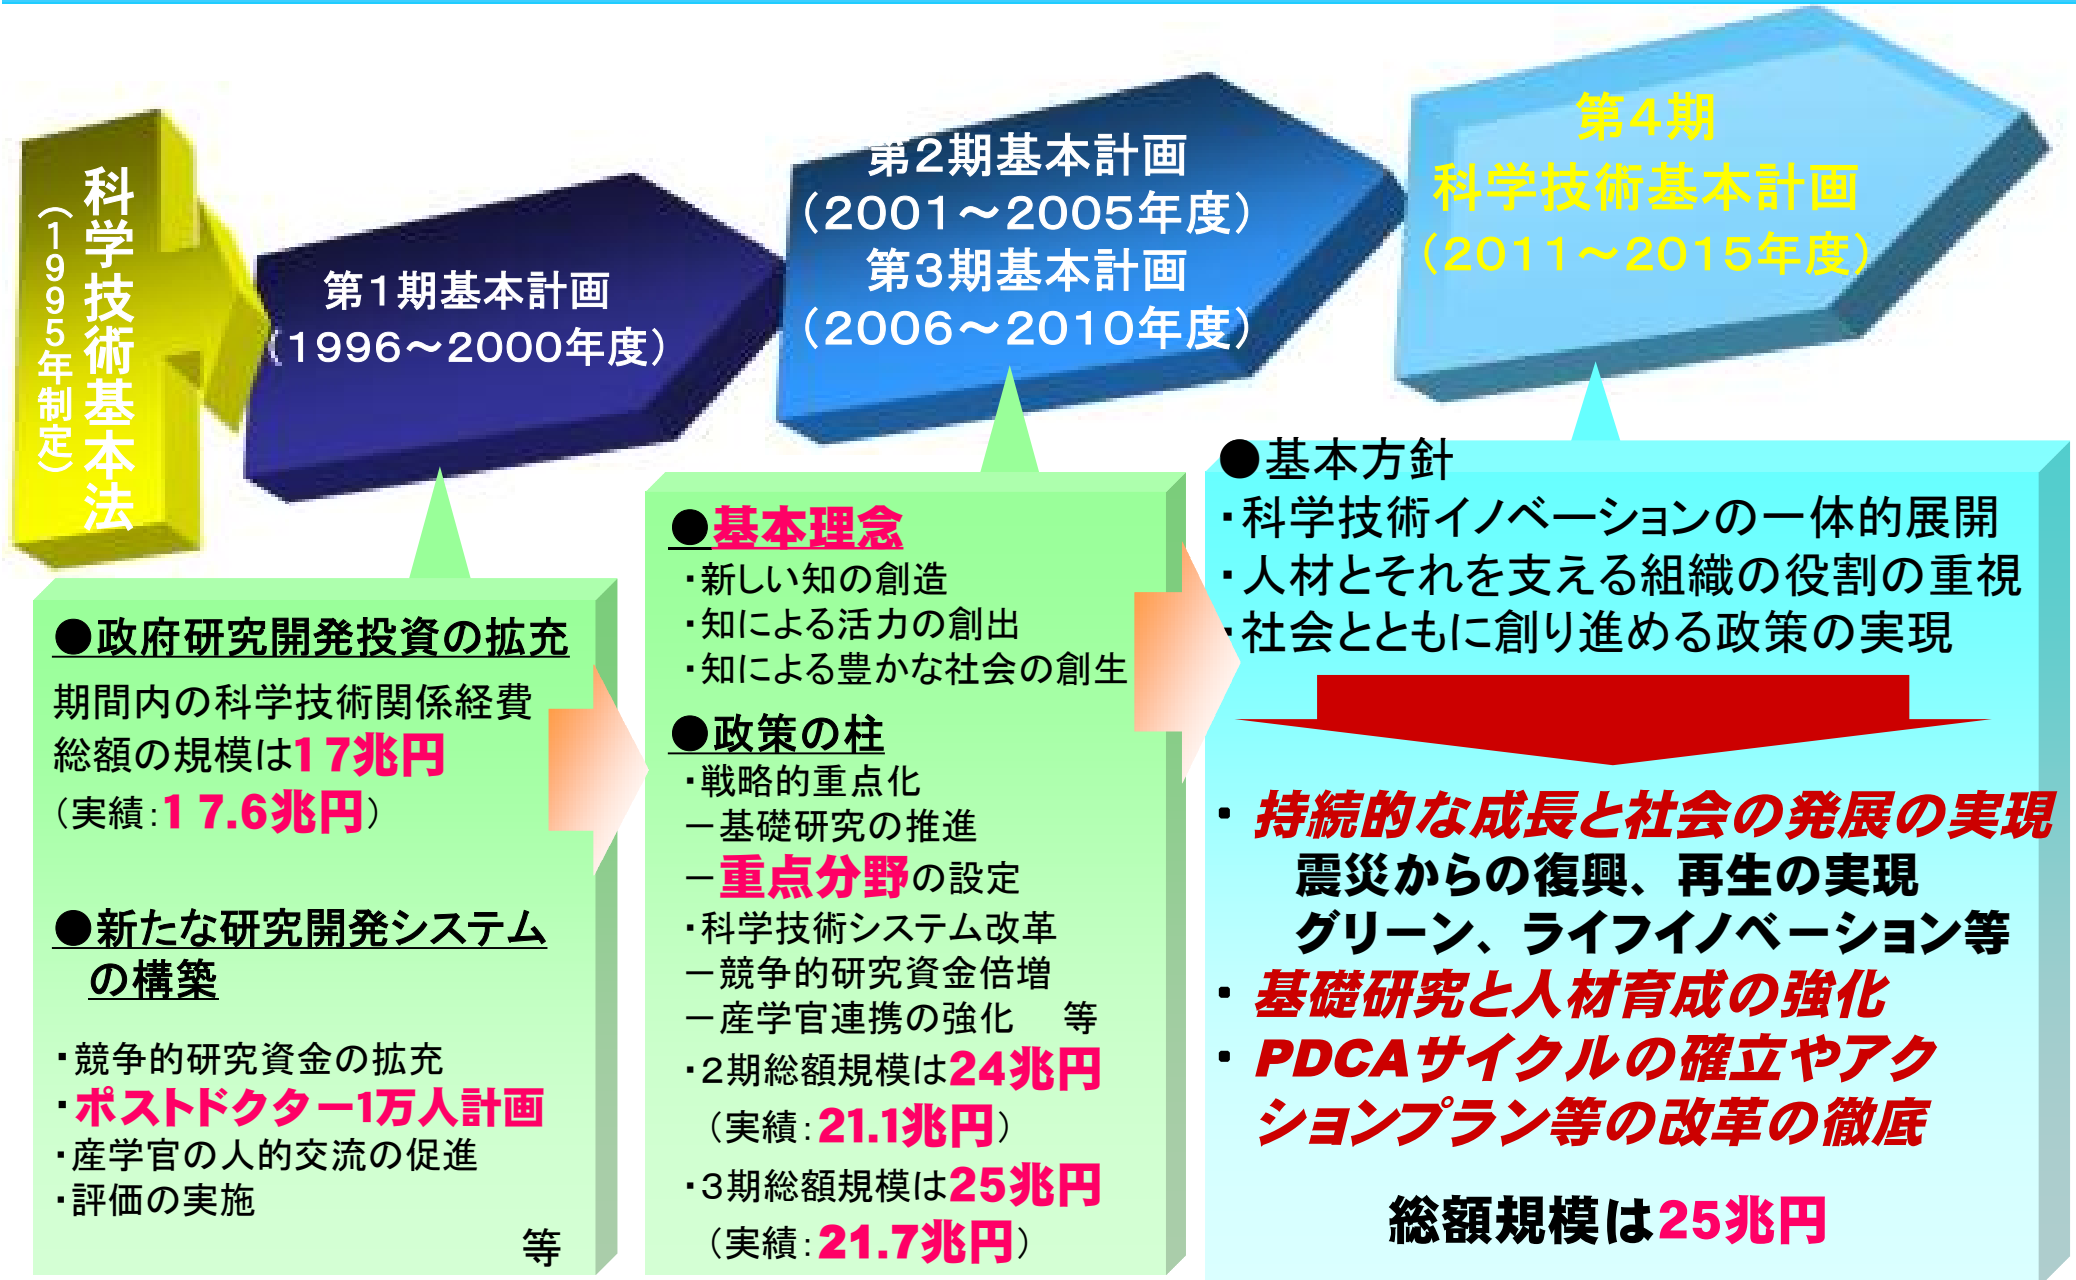 科学技術基本法
（1995年制定）
第1期基本計画
（1996～2000年度）
第2期基本計画
（2001～2005年度）
第3期基本計画
（2006～2010年度）
第4期
科学技術基本計画
（2011～2015年度）
●政府研究開発投資の拡充
期間内の科学技術関係経費
総額の規模は17兆円
（実績：17.6兆円）
●新たな研究開発システム
の構築
・競争的研究資金の拡充
・ポストドクター1万人計画
・産学官の人的交流の促進
・評価の実施
等
●基本理念
・新しい知の創造
・知による活力の創出
・知による豊かな社会の創生
●政策の柱
・戦略的重点化
－基礎研究の推進
－重点分野の設定
・科学技術システム改革
－競争的研究資金倍増
－産学官連携の強化　等
・2期総額規模は24兆円
（実績：21.1兆円）
・3期総額規模は25兆円
（実績：21.7兆円）
●基本方針
・科学技術イノベーションの一体的展開
・人材とそれを支える組織の役割の重視
・社会とともに創り進める政策の実現
・持続的な成長と社会の発展の実現
震災からの復興、再生の実現
グリーン、ライフイノベーション等
・基礎研究と人材育成の強化
・PDCAサイクルの確立やアク
ションプラン等の改革の徹底
総額規模は25兆円